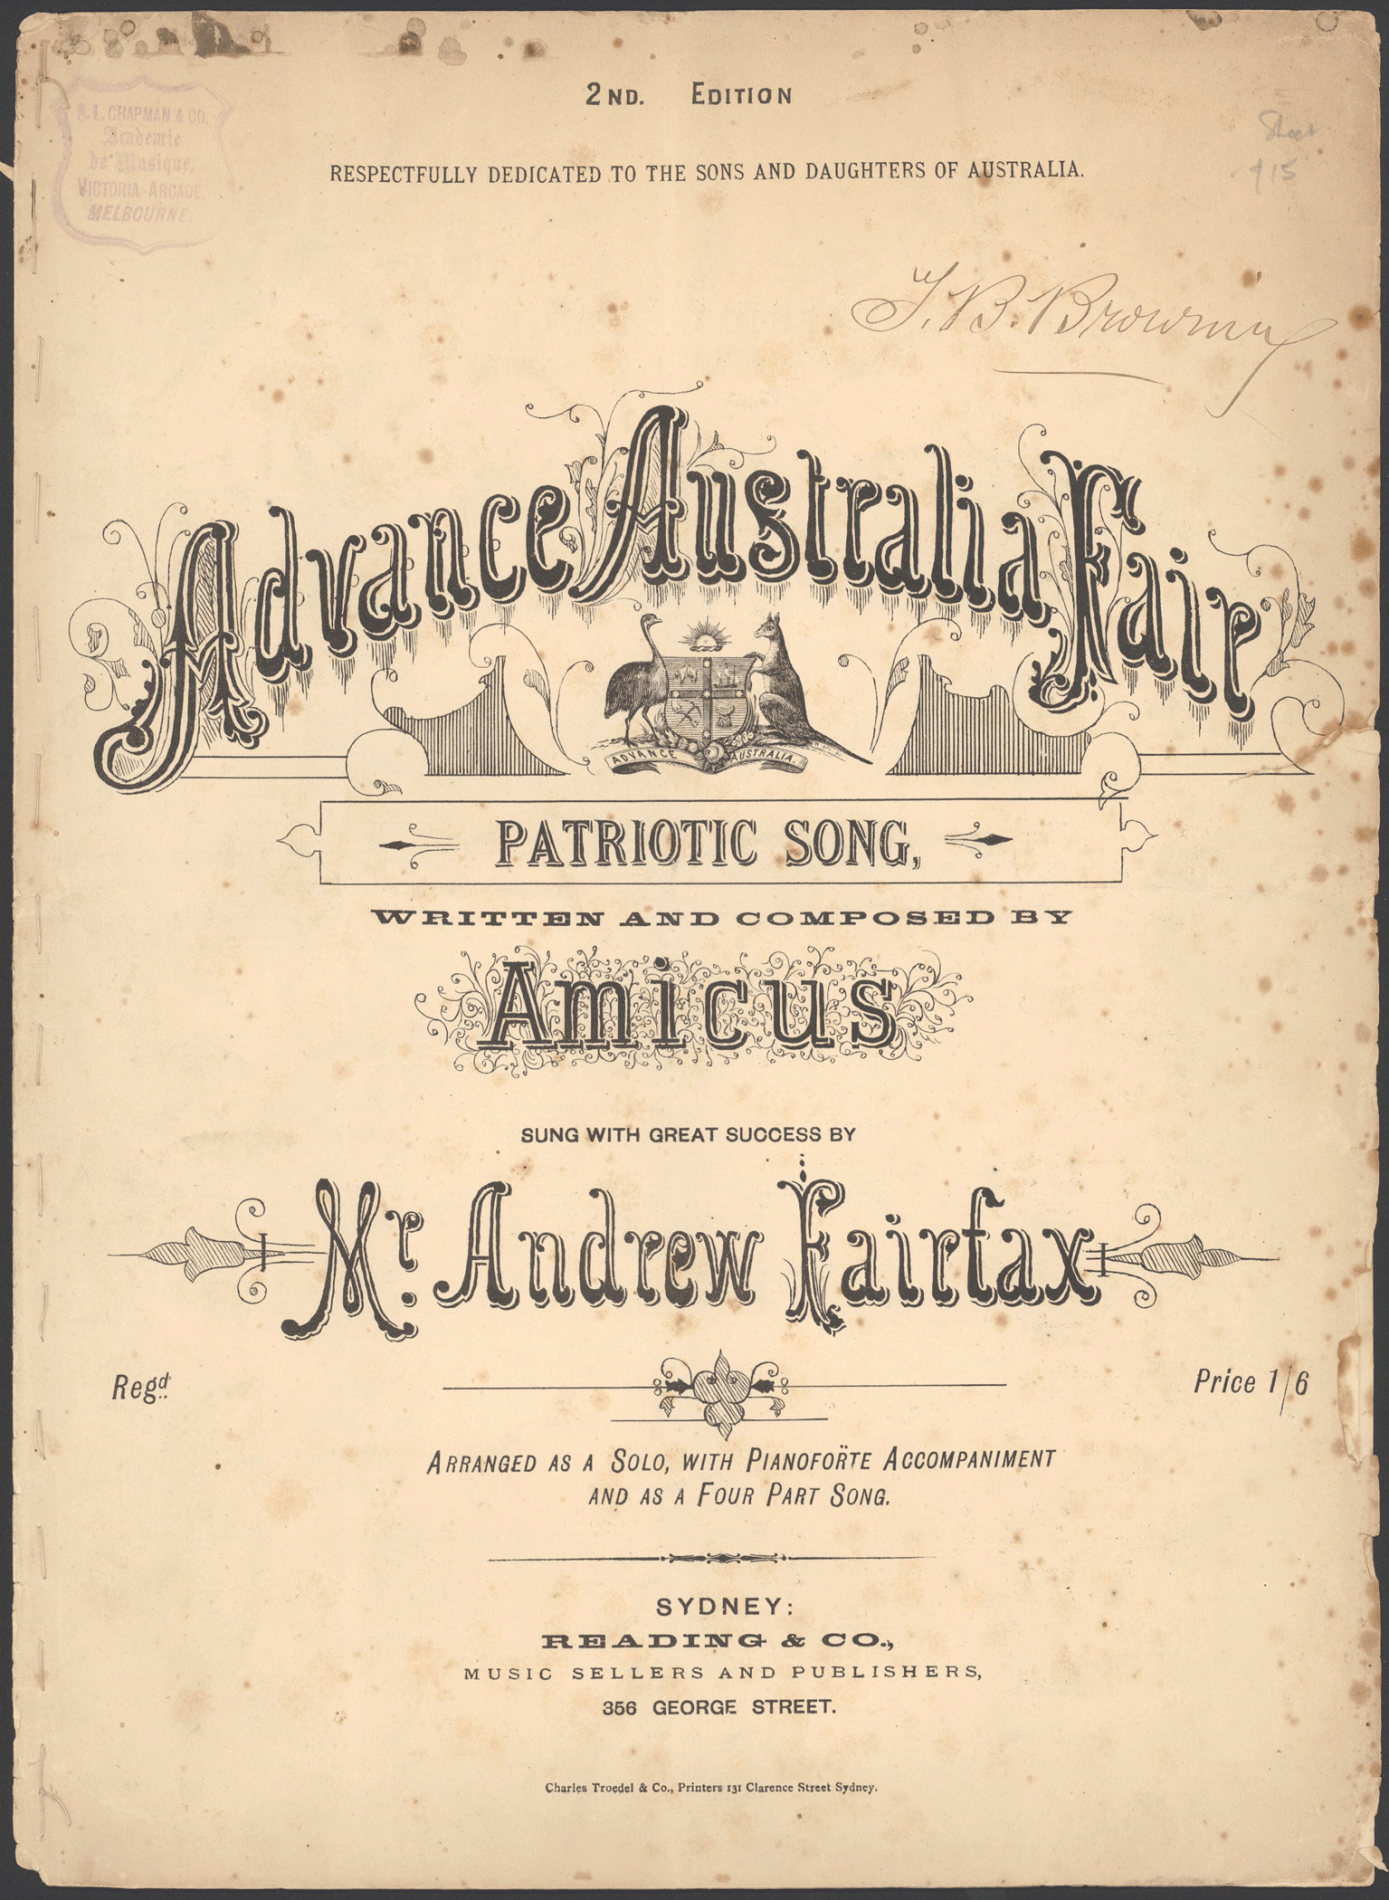 2ND. EDITION
RESPECTFULLY DEDICATED TO THE SONS AND DAUGHTERS OF AUSTRALIA.
L. CHAPMAN & CO.
Academie
de Musique,
VICTORIA ARCADE,
MELBOURNE.
Sheet
15
T. B. Browning
Advance Australia Fair
ADVANCE AUSTRALIA.
PATRIOTIC SONG,
WRITTEN AND COMPOSED BY
Amicus
SUNG WITH GREAT SUCCESS BY
Mr. Andrew Fairfax
Regd.
Price 1/6
ARRANGED AS A SOLO, WITH PIANOFORTE ACCOMPANIMENT
AND AS A FOUR PART SONG.
SYDNEY:
READING & CO.,
MUSIC SELLERS AND PUBLISHERS,
356 GEORGE STREET.
Charles Troedel & Co., Printers 131 Clarence Street Sydney.